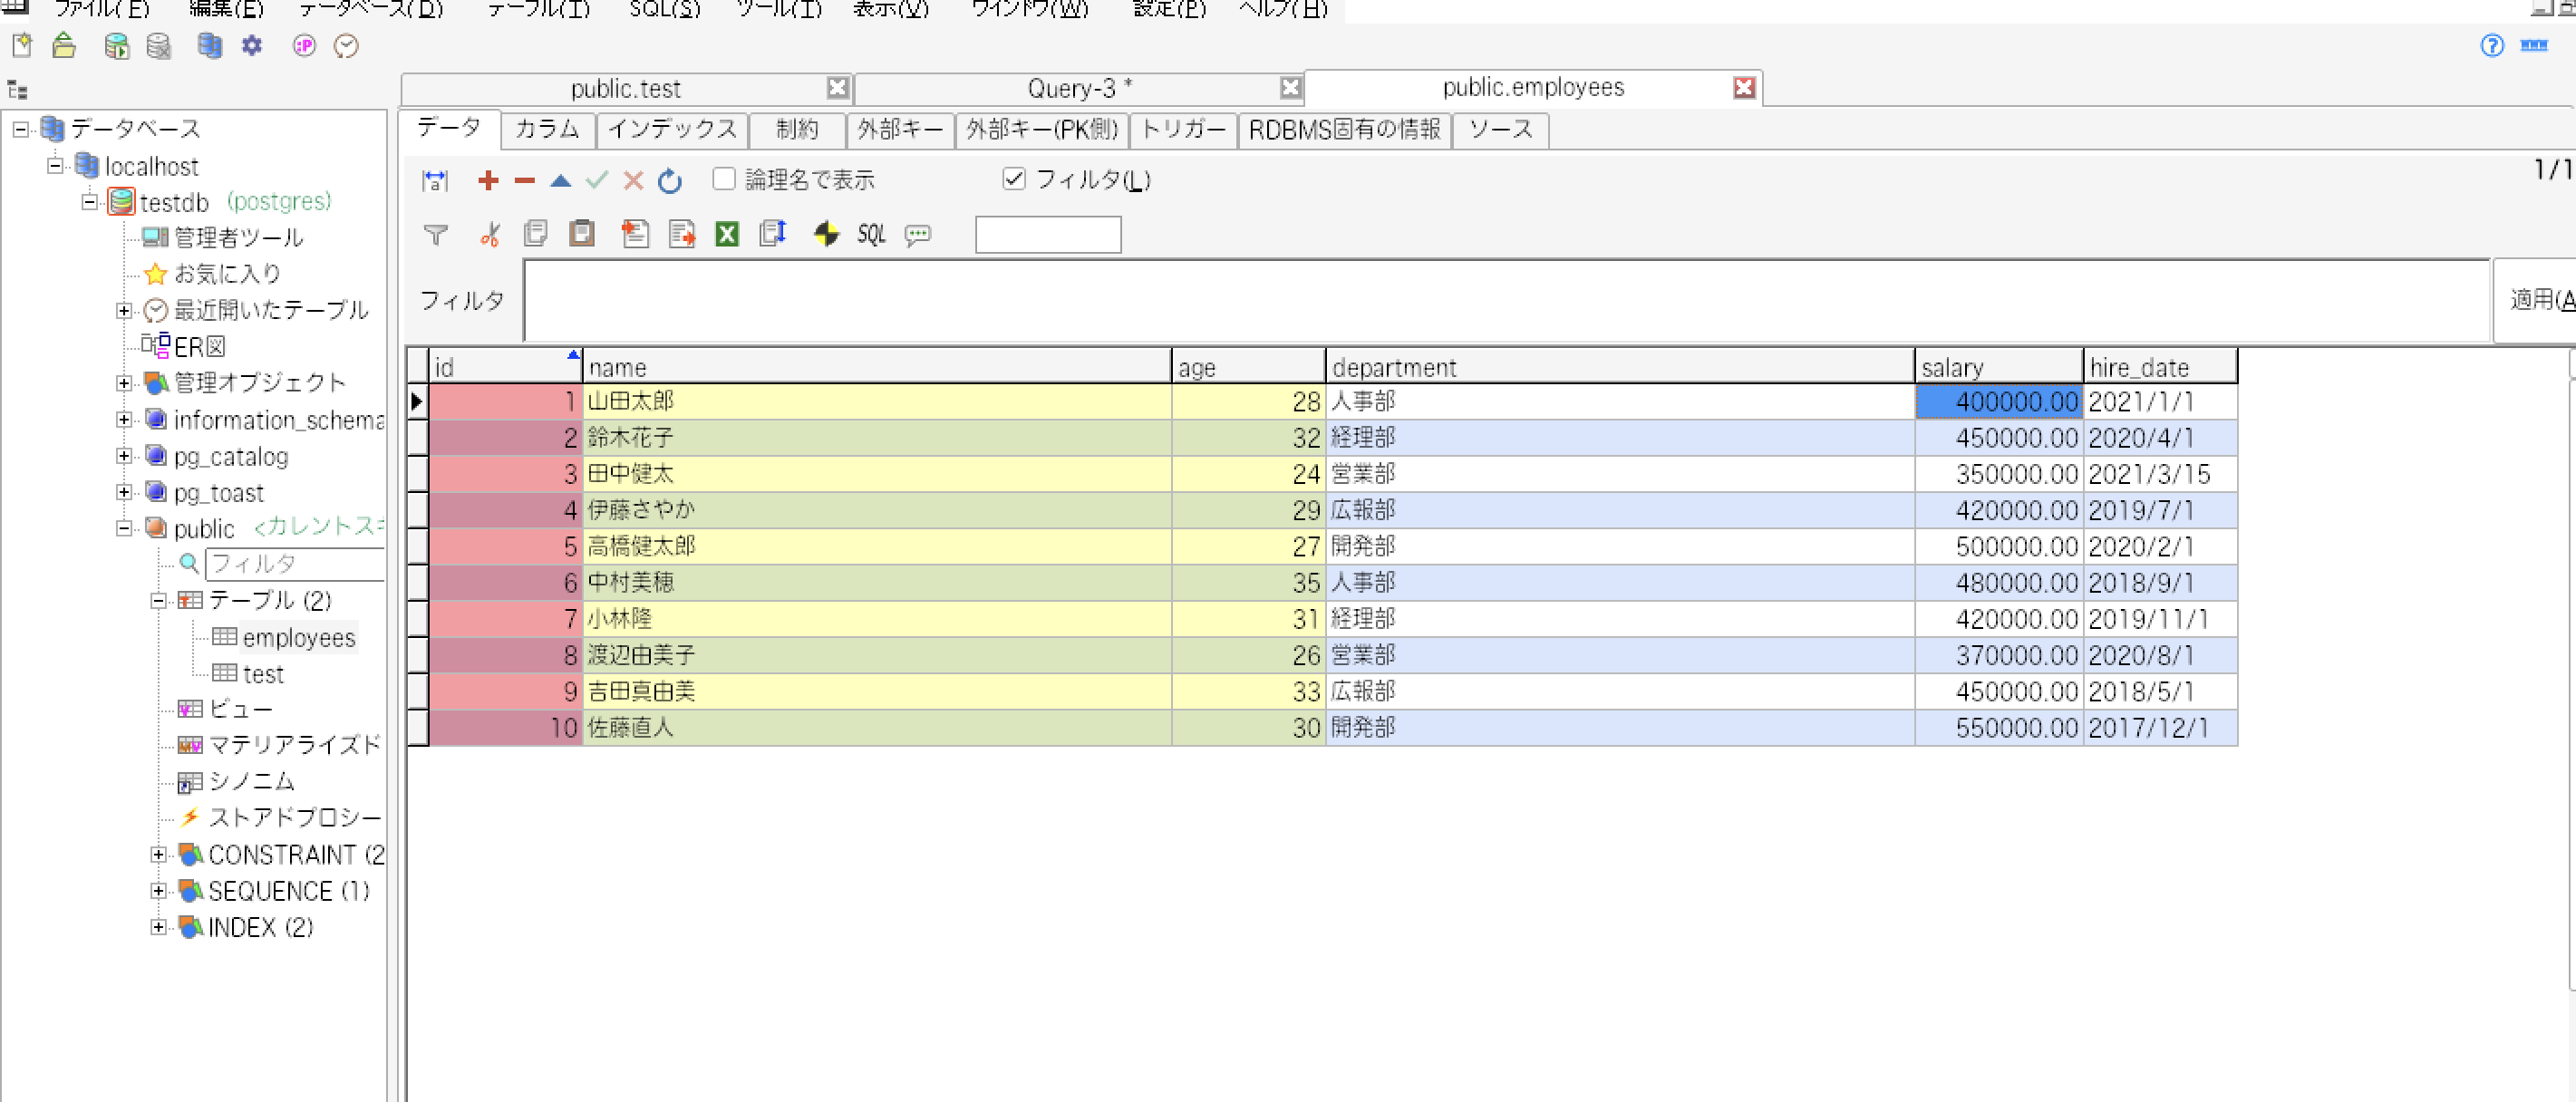 ファイル(F) 編集(E) データベース(D) テーブル(T) SQL(S) ツール(T) 表示(V) ウインドウ(W) 設定(P) ヘルプ(H)
public.test Query-3 * public.employees
データ カラム インデックス 制約 外部キー 外部キー(PK側) トリガー RDBMS固有の情報 ソース
論理名で表示 フィルタ(L) 1/1
SQL
フィルタ 適用(A
データベース
localhost
testdb (postgres)
管理者ツール
お気に入り
最近開いたテーブル
ER図
管理オブジェクト
information_schema
pg_catalog
pg_toast
public <カレントスキ
フィルタ
テーブル (2)
employees
test
ビュー
マテリアライズド
シノニム
ストアドプロシー
CONSTRAINT (2
SEQUENCE (1)
INDEX (2)
id name age department salary hire_date
1 山田太郎 28 人事部 400000.00 2021/1/1
2 鈴木花子 32 経理部 450000.00 2020/4/1
3 田中健太 24 営業部 350000.00 2021/3/15
4 伊藤さやか 29 広報部 420000.00 2019/7/1
5 高橋健太郎 27 開発部 500000.00 2020/2/1
6 中村美穂 35 人事部 480000.00 2018/9/1
7 小林隆 31 経理部 420000.00 2019/11/1
8 渡辺由美子 26 営業部 370000.00 2020/8/1
9 吉田真由美 33 広報部 450000.00 2018/5/1
10 佐藤直人 30 開発部 550000.00 2017/12/1